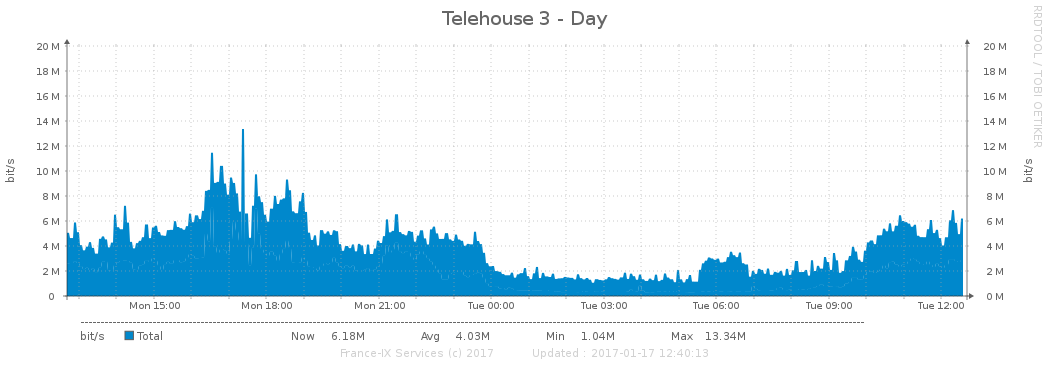 Telehouse 3 - Day
RRDTOOL / TOBI OETIKER
bit/s
bit/s
20 M 20 M
18 M 18 M
16 M 16 M
14 M 14 M
12 M 12 M
10 M 10 M
8 M 8 M
6 M 6 M
4 M 4 M
2 M 2 M
0 0 M
Mon 15:00 Mon 18:00 Mon 21:00 Tue 00:00 Tue 03:00 Tue 06:00 Tue 09:00 Tue 12:00
bit/s Total Now 6.18M Avg 4.03M Min 1.04M Max 13.34M
France-IX Services (c) 2017 Updated : 2017-01-17 12:40:13